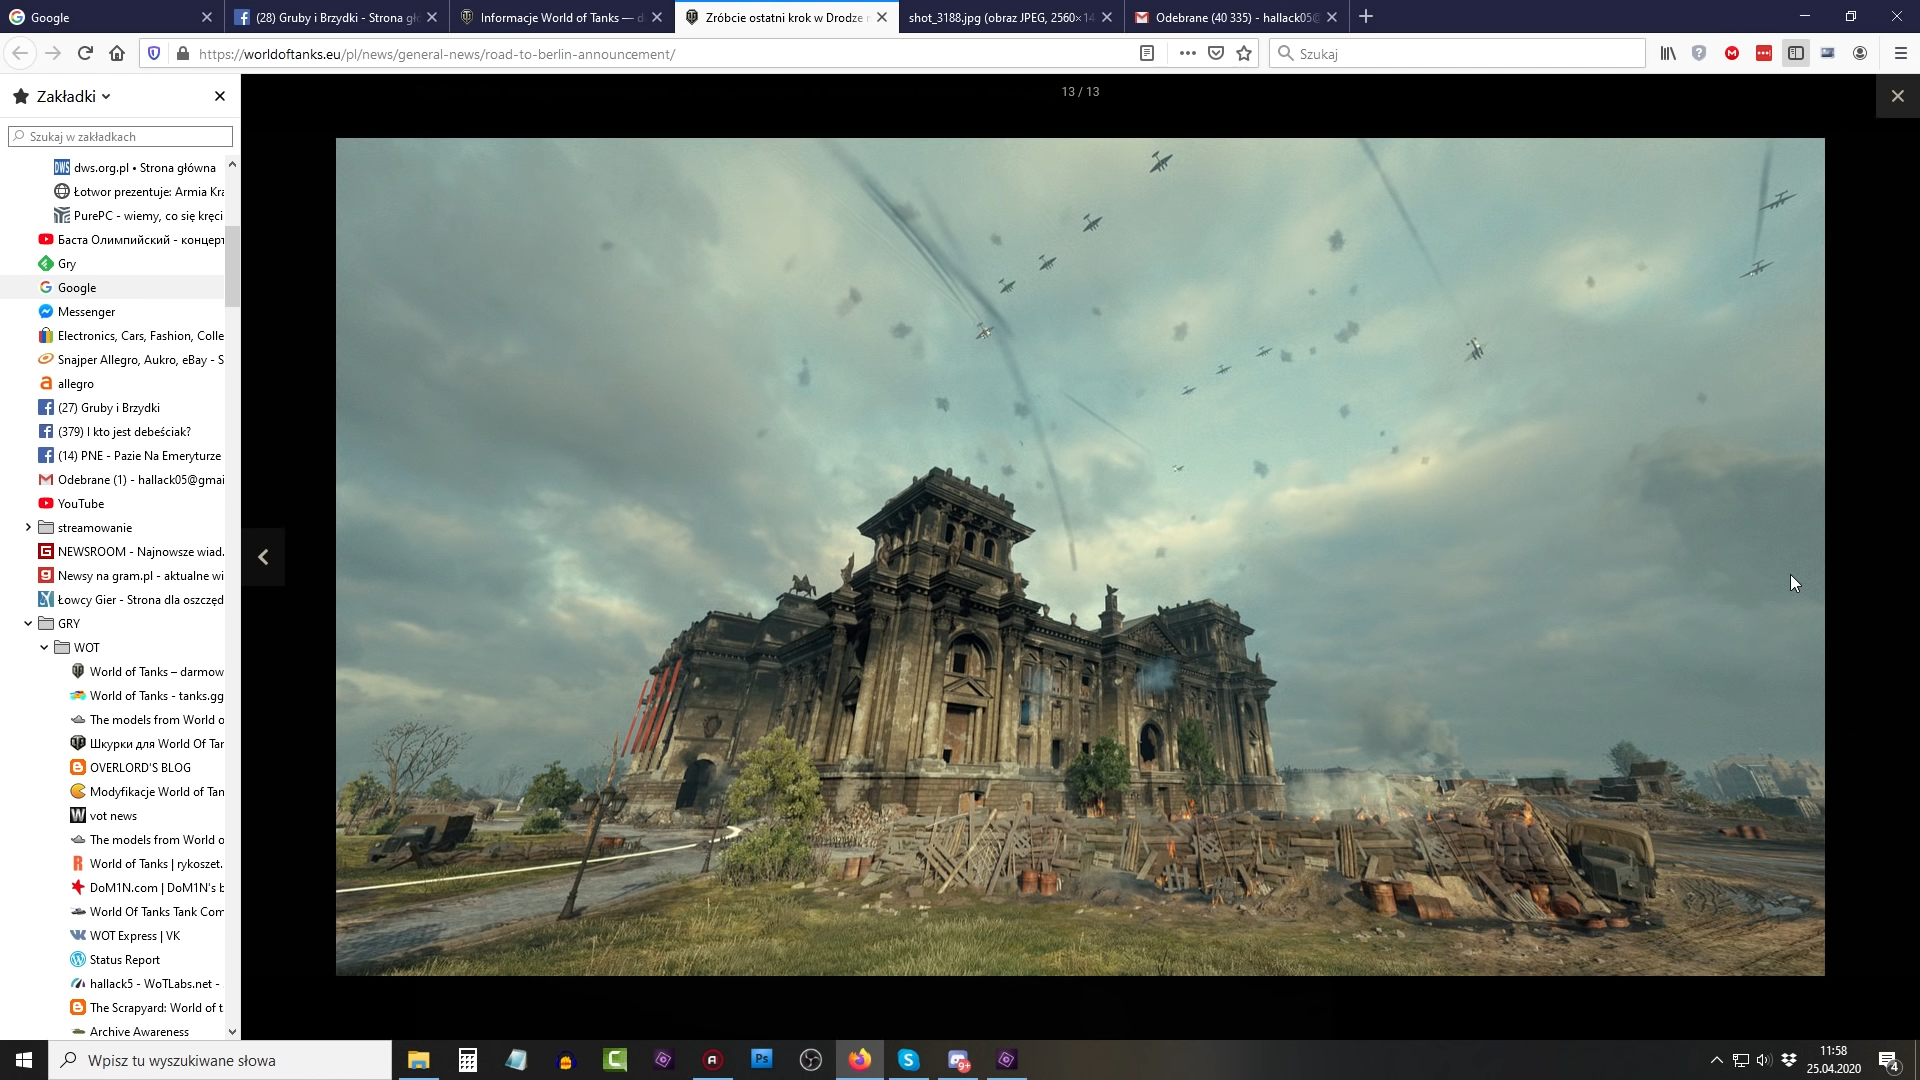 Google
(28) Gruby i Brzydki - Strona gł
Informacje World of Tanks — d
Zróbcie ostatni krok w Drodze n
shot_3188.jpg (obraz JPEG, 2560×14
Odebrane (40 335) - hallack05@
https://worldoftanks.eu/pl/news/general-news/road-to-berlin-announcement/
Szukaj
Zakładki
13 / 13
Szukaj w zakładkach
DWS dws.org.pl • Strona główna
Łotwor prezentuje: Armia Kra
PurePC - wiemy, co się kręci
Баста Олимпийский - концерт
Gry
Google
Messenger
Electronics, Cars, Fashion, Colle
Snajper Allegro, Aukro, eBay - S
a allegro
(27) Gruby i Brzydki
(379) I kto jest debeściak?
(14) PNE - Pazie Na Emeryturze
Odebrane (1) - hallack05@gmai
YouTube
streamowanie
NEWSROOM - Najnowsze wiad.
Newsy na gram.pl - aktualne wi
Łowcy Gier - Strona dla oszczęd
GRY
WOT
World of Tanks – darmow
World of Tanks - tanks.gg
The models from World o
Шкурки для World Of Tan
OVERLORD'S BLOG
Modyfikacje World of Tan
W vot news
The models from World o
R World of Tanks | rykoszet.
DoM1N.com | DoM1N's b
World Of Tanks Tank Com
WOT Express | VK
Status Report
hallack5 - WoTLabs.net -
The Scrapyard: World of t
Archive Awareness
Wpisz tu wyszukiwane słowa
Ps
9+
11:58
25.04.2020
4